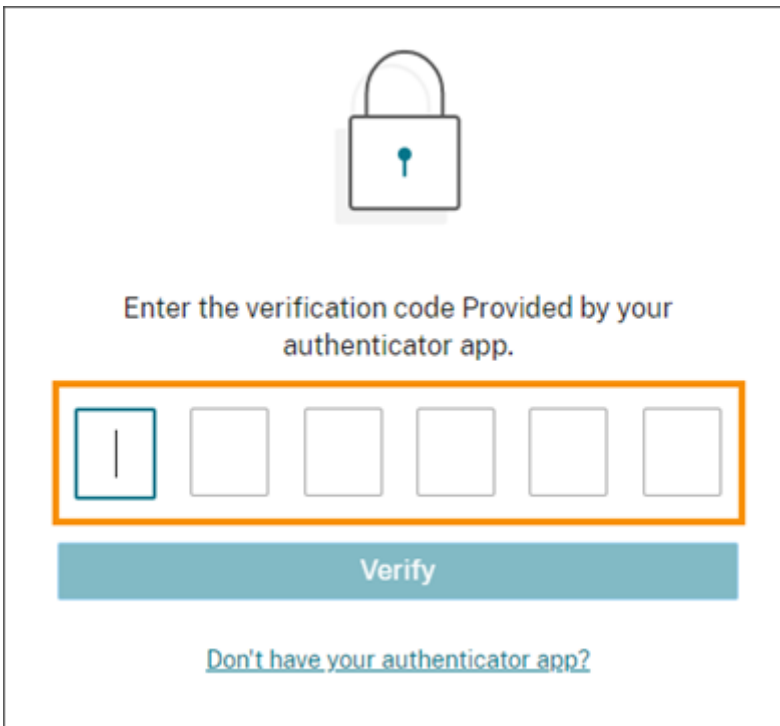 Enter the verification code Provided by your
authenticator app.
Verify
Don't have your authenticator app?